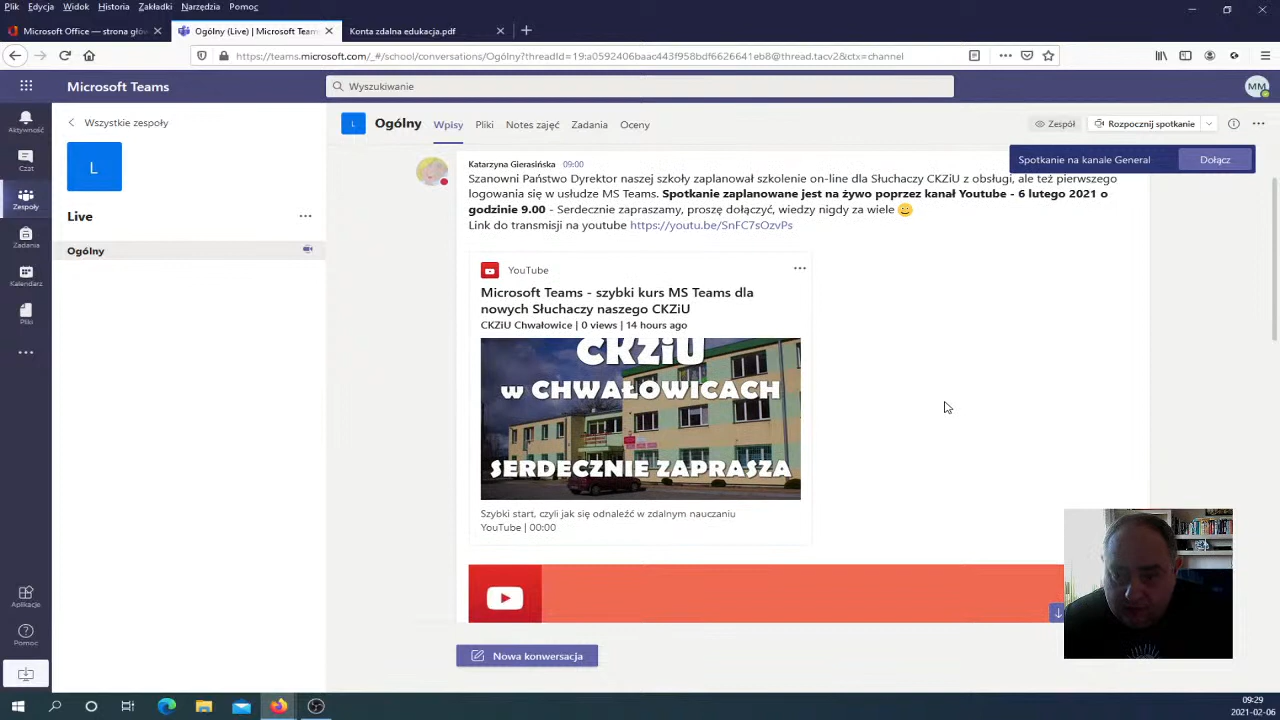 Plik Edycja Widok Historia Zakładki Narzędzia Pomoc
Microsoft Office — strona głów
Ogólny (Live) | Microsoft Teams
Konta zdalna edukacja.pdf
https://teams.microsoft.com/_#/school/conversations/Ogólny?threadId=19:a0592406baac443f958bdf6626641eb8@thread.tacv2&ctx=channel
Microsoft Teams
Wyszukiwanie
MM
Aktywność
Czat
Zespoły
Zadania
Kalendarz
Pliki
Aplikacje
Pomoc
Wszystkie zespoły
L
Live
Ogólny
L
Ogólny
Wpisy Pliki Notes zajęć Zadania Oceny
Zespół
Rozpocznij spotkanie
Spotkanie na kanale General
Dołącz
Katarzyna Gierasińska 09:00
Szanowni Państwo Dyrektor naszej szkoły zaplanował szkolenie on-line dla Słuchaczy CKZiU z obsługi, ale też pierwszego
logowania się w usłudze MS Teams. Spotkanie zaplanowane jest na żywo poprzez kanał Youtube - 6 lutego 2021 o
godzinie 9.00 - Serdecznie zapraszamy, proszę dołączyć, wiedzy nigdy za wiele
Link do transmisji na youtube https://youtu.be/SnFC7sOzvPs
YouTube
Microsoft Teams - szybki kurs MS Teams dla
nowych Słuchaczy naszego CKZiU
CKZiU Chwałowice | 0 views | 14 hours ago
CKZiU
w CHWAŁOWICACH
SERDECZNIE ZAPRASZA
Szybki start, czyli jak się odnaleźć w zdalnym nauczaniu
YouTube | 00:00
Nowa konwersacja
09:29
2021-02-06